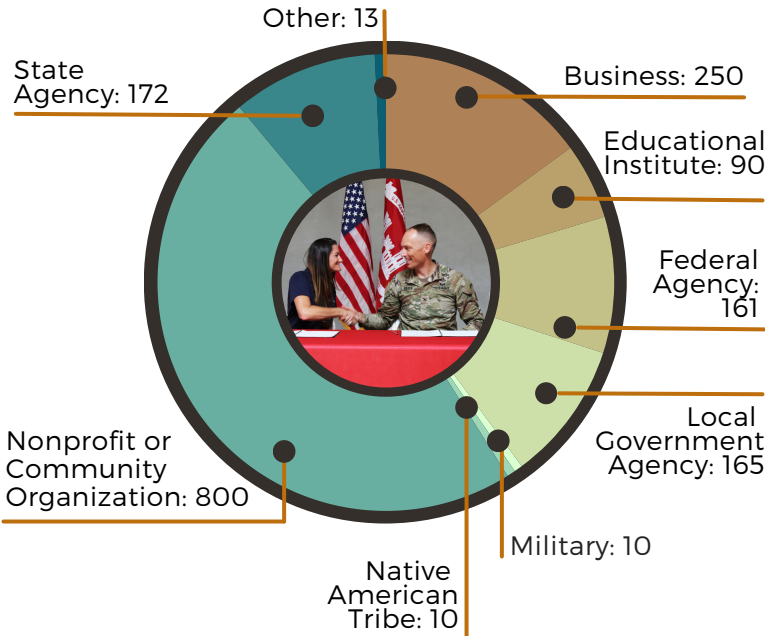 Other: 13
State
Agency: 172
Business: 250
Educational
Institute: 90
Federal
Agency:
161
Local
Government
Agency: 165
Nonprofit or
Community
Organization: 800
Military: 10
Native
American
Tribe: 10